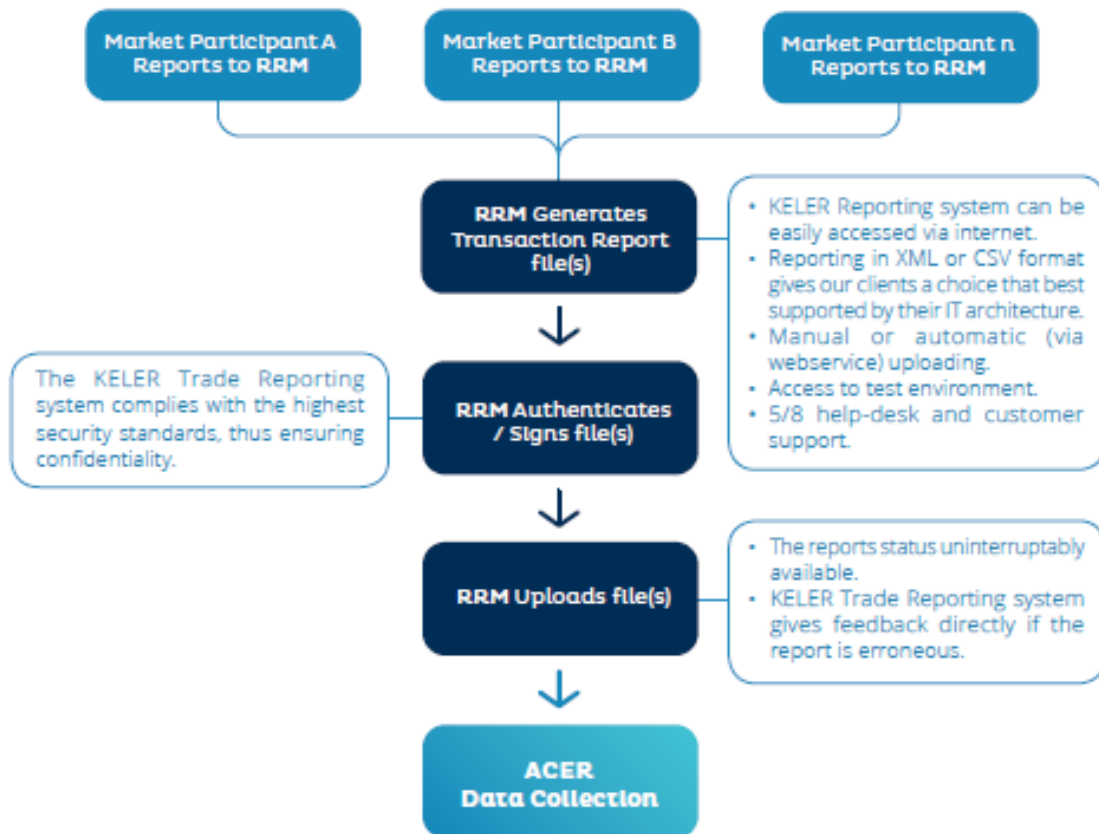 Market Participant A
Reports to RRM
Market Participant B
Reports to RRM
Market Participant n
Reports to RRM
RRM Generates
Transaction Report
file(s)
• KELER Reporting system can be
easily accessed via internet.
• Reporting in XML or CSV format
gives our clients a choice that best
supported by their IT architecture.
• Manual or automatic (via
webservice) uploading.
• Access to test environment.
• 5/8 help-desk and customer
support.
The KELER Trade Reporting
system complies with the highest
security standards, thus ensuring
confidentiality.
RRM Authenticates
/ Signs file(s)
RRM Uploads file(s)
• The reports status uninterruptably
available.
• KELER Trade Reporting system
gives feedback directly if the
report is erroneous.
ACER
Data Collection